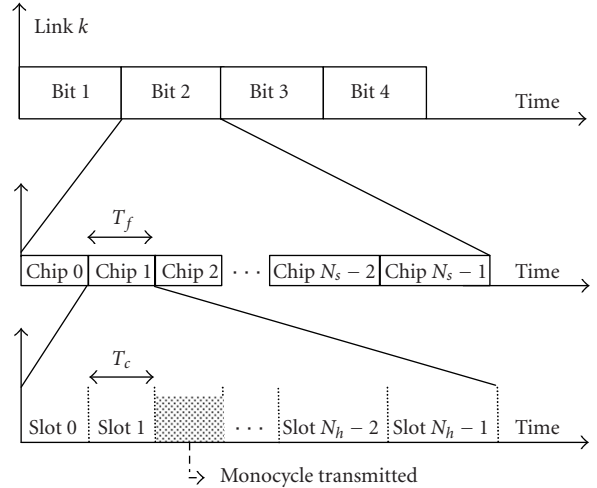 Link k
Bit 1 Bit 2 Bit 3 Bit 4 Time
T_f
Chip 0 Chip 1 Chip 2 · · · Chip N_s − 2 Chip N_s − 1 Time
T_c
Slot 0 Slot 1 · · · Slot N_h − 2 Slot N_h − 1 Time
Monocycle transmitted